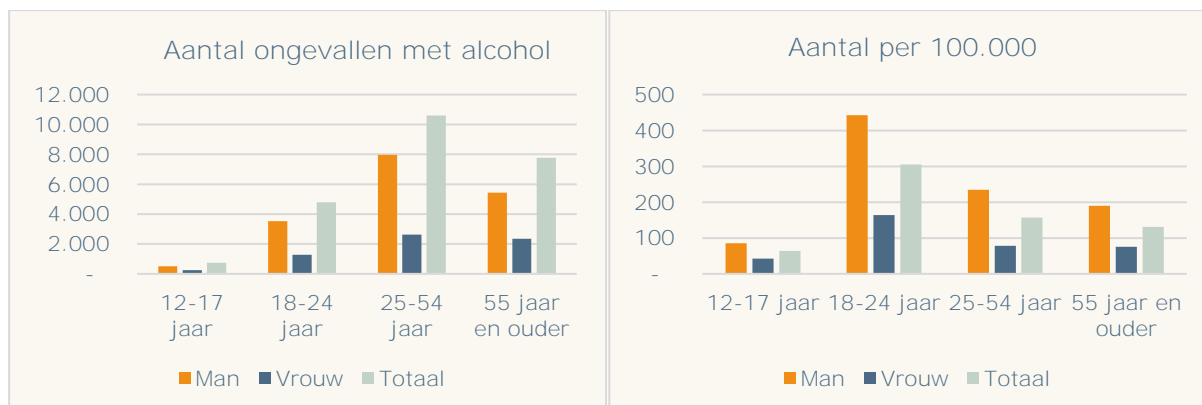 Aantal ongevallen met alcohol
12.000
10.000
8.000
6.000
4.000
2.000
-
12-17 jaar
18-24 jaar
25-54 jaar
55 jaar en ouder
Man Vrouw Totaal
Aantal per 100.000
500
400
300
200
100
-
12-17 jaar 18-24 jaar 25-54 jaar 55 jaar en
ouder
Man Vrouw Totaal